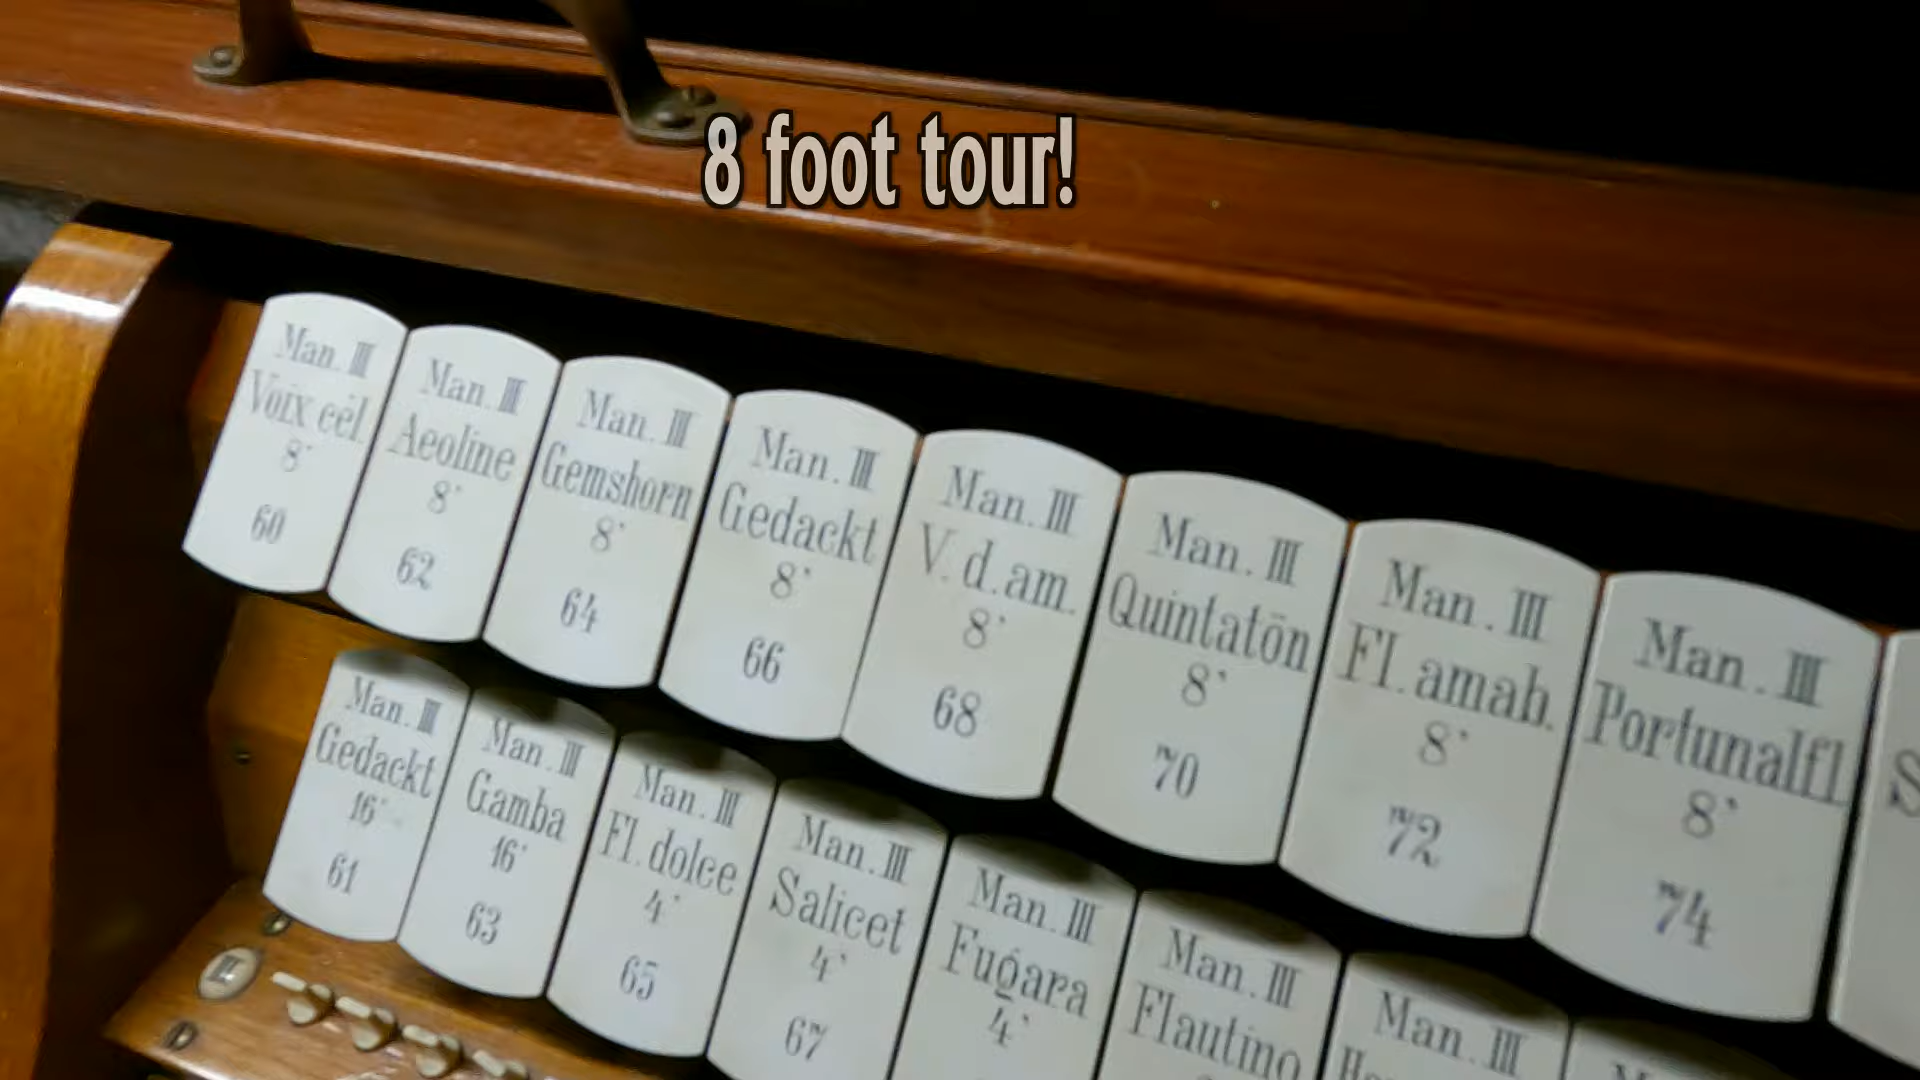 8 foot tour!
Man. III
Voix cél.
8'
60
Man. III
Aeoline
8'
62
Man. III
Gemshorn
8'
64
Man. III
Gedackt
8'
66
Man. III
V. d. am.
8'
68
Man. III
Quintatön
8'
70
Man. III
Fl. amab.
8'
72
Man. III
Portunalfl
8'
74
S
Man. III
Gedackt
16'
61
Man. III
Gamba
16'
63
Man. III
Fl. dolce
4'
65
Man. III
Salicet
4'
67
Man. III
Fugara
4'
Man. III
Flautino
Man. III